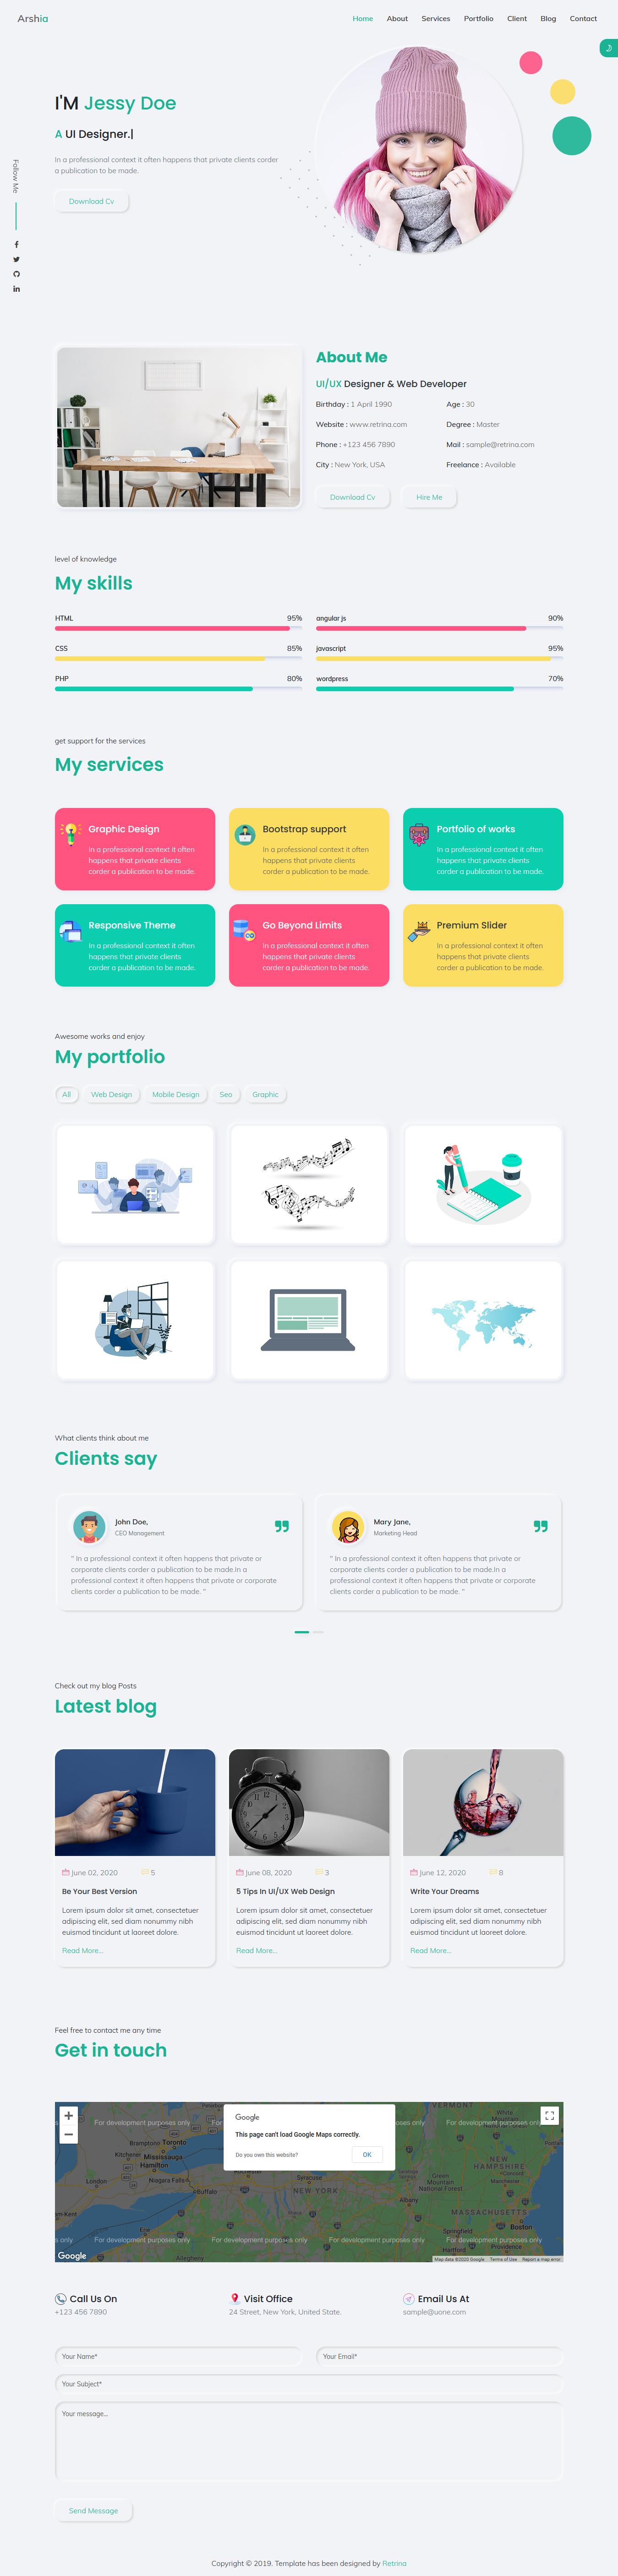 Arshia
Home About Services Portfolio Client Blog Contact
I'M Jessy Doe
A UI Designer.|
In a professional context it often happens that private clients corder
a publication to be made.
Download Cv
Follow Me
About Me
UI/UX Designer & Web Developer
Birthday : 1 April 1990
Age : 30
Website : www.retrina.com
Degree : Master
Phone : +123 456 7890
Mail : sample@retrina.com
City : New York, USA
Freelance : Available
Download Cv
Hire Me
level of knowledge
My skills
HTML 95%
angular js 90%
CSS 85%
javascript 95%
PHP 80%
wordpress 70%
get support for the services
My services
Graphic Design
In a professional context it often
happens that private clients
corder a publication to be made.
Bootstrap support
In a professional context it often
happens that private clients
corder a publication to be made.
Portfolio of works
In a professional context it often
happens that private clients
corder a publication to be made.
Responsive Theme
In a professional context it often
happens that private clients
corder a publication to be made.
Go Beyond Limits
In a professional context it often
happens that private clients
corder a publication to be made.
Premium Slider
In a professional context it often
happens that private clients
corder a publication to be made.
Awesome works and enjoy
My portfolio
All Web Design Mobile Design Seo Graphic
What clients think about me
Clients say
John Doe,
CEO Management
" In a professional context it often happens that private or
corporate clients corder a publication to be made.In a
professional context it often happens that private or corporate
clients corder a publication to be made. "
Mary Jane,
Marketing Head
" In a professional context it often happens that private or
corporate clients corder a publication to be made.In a
professional context it often happens that private or corporate
clients corder a publication to be made. "
Check out my blog Posts
Latest blog
June 02, 2020 5
Be Your Best Version
Lorem ipsum dolor sit amet, consectetuer
adipiscing elit, sed diam nonummy nibh
euismod tincidunt ut laoreet dolore.
Read More...
June 08, 2020 3
5 Tips In UI/UX Web Design
Lorem ipsum dolor sit amet, consectetuer
adipiscing elit, sed diam nonummy nibh
euismod tincidunt ut laoreet dolore.
Read More...
June 12, 2020 8
Write Your Dreams
Lorem ipsum dolor sit amet, consectetuer
adipiscing elit, sed diam nonummy nibh
euismod tincidunt ut laoreet dolore.
Read More...
Feel free to contact me any time
Get in touch
VERMONT
For development purposes only
Google
This page can't load Google Maps correctly.
Do you own this website?
OK
Brampton Toronto
Kitchener Mississauga
Hamilton
London
Niagara Falls
Buffalo
Syracuse
NEW YORK
Green
Mountain
National Forest
NEW
HAMPSHIRE
Concord
Manchester
Albany
MASSACHUSETTS
Boston
Springfield
Hartford
Providence
Erie
Allegheny
For development purposes only For development purposes only For development purposes only For development purposes only
Google
Map data ©2020 Google Terms of Use Report a map error
Call Us On
+123 456 7890
Visit Office
24 Street, New York, United State.
Email Us At
sample@uone.com
Your Name*
Your Email*
Your Subject*
Your message...
Send Message
Copyright © 2019. Template has been designed by Retrina